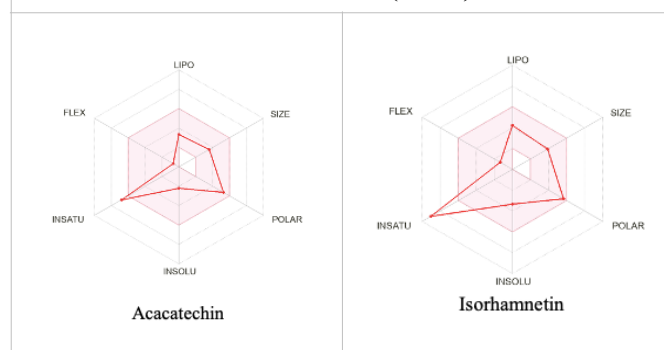 LIPO
FLEX
SIZE
INSATU
POLAR
INSOLU
Acacatechin
LIPO
FLEX
SIZE
INSATU
POLAR
INSOLU
Isorhamnetin